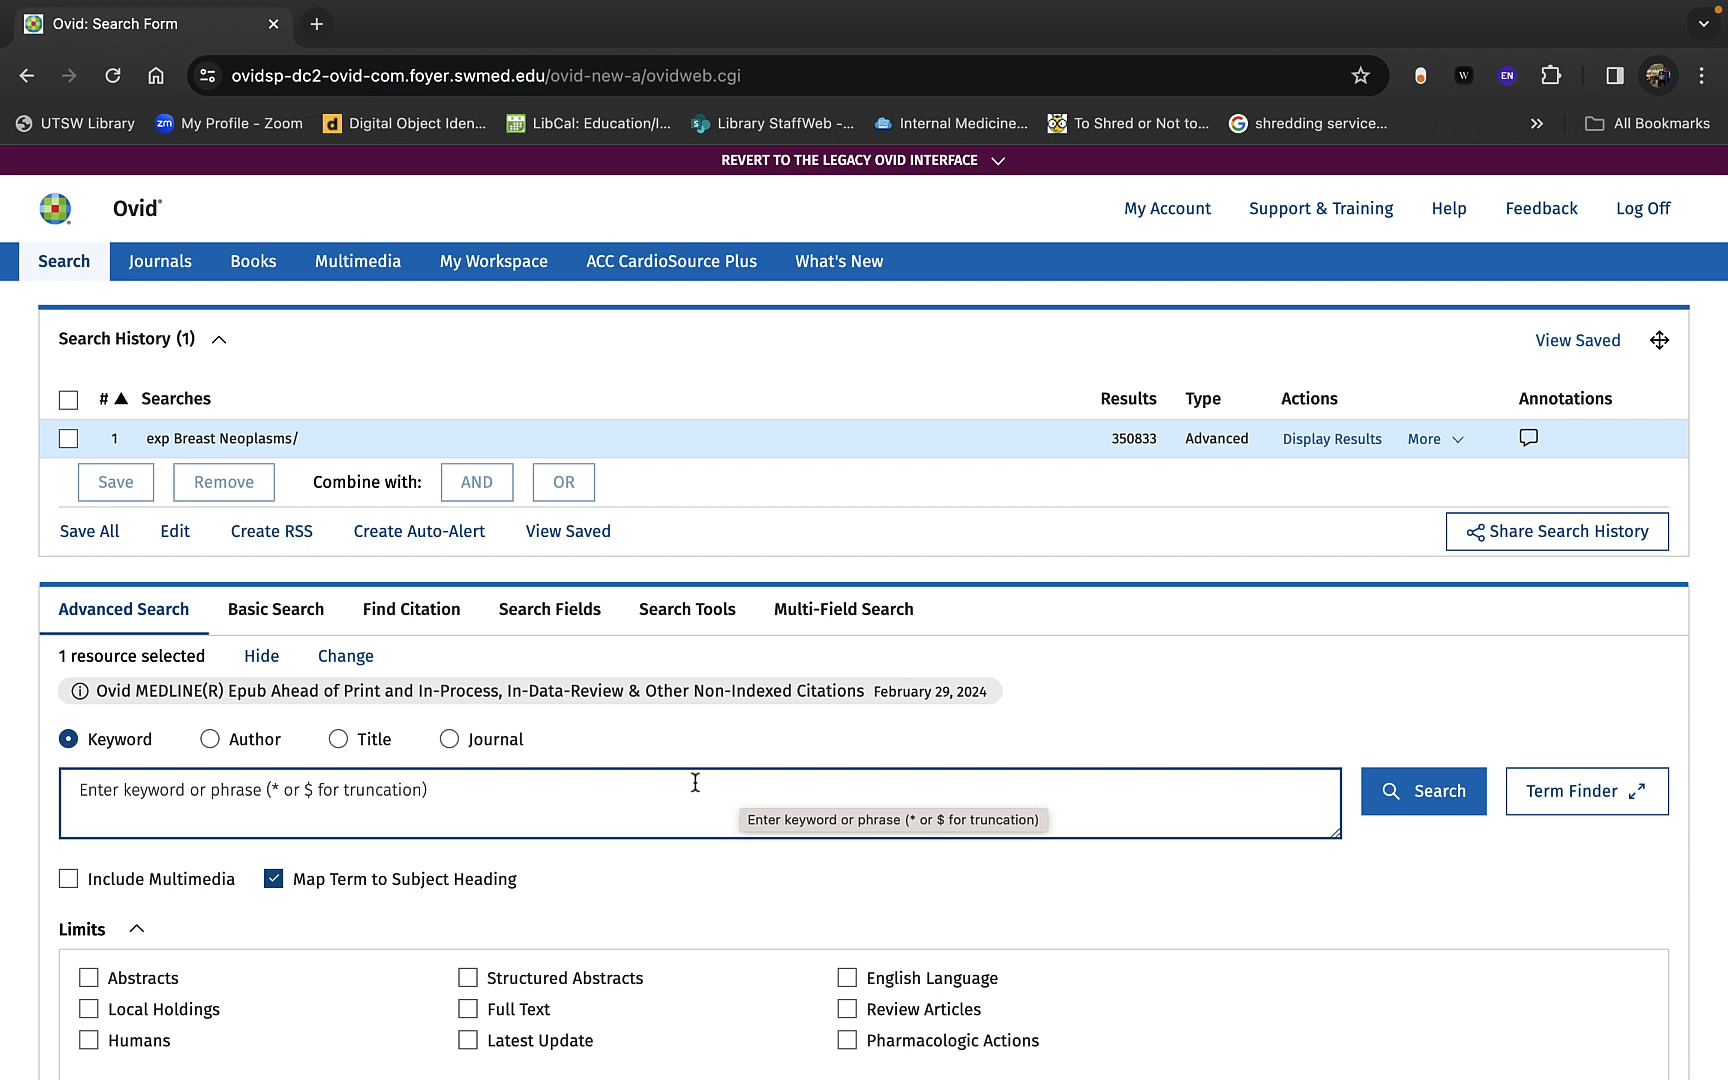 Ovid: Search Form
ovidsp-dc2-ovid-com.foyer.swmed.edu/ovid-new-a/ovidweb.cgi
W
EN
UTSW Library
zm My Profile - Zoom
d Digital Object Iden...
LibCal: Education/I...
Library StaffWeb -...
Internal Medicine...
To Shred or Not to...
G shredding service...
All Bookmarks
REVERT TO THE LEGACY OVID INTERFACE
Ovid®
My Account Support & Training Help Feedback Log Off
Search Journals Books Multimedia My Workspace ACC CardioSource Plus What's New
Search History (1)
View Saved
# ▲ Searches Results Type Actions Annotations
1 exp Breast Neoplasms/ 350833 Advanced Display Results More
Save Remove Combine with: AND OR
Save All Edit Create RSS Create Auto-Alert View Saved Share Search History
Advanced Search Basic Search Find Citation Search Fields Search Tools Multi-Field Search
1 resource selected Hide Change
Ovid MEDLINE(R) Epub Ahead of Print and In-Process, In-Data-Review & Other Non-Indexed Citations February 29, 2024
Keyword Author Title Journal
Enter keyword or phrase (* or $ for truncation)
Search Term Finder
Enter keyword or phrase (* or $ for truncation)
Include Multimedia Map Term to Subject Heading
Limits
Abstracts Structured Abstracts English Language
Local Holdings Full Text Review Articles
Humans Latest Update Pharmacologic Actions